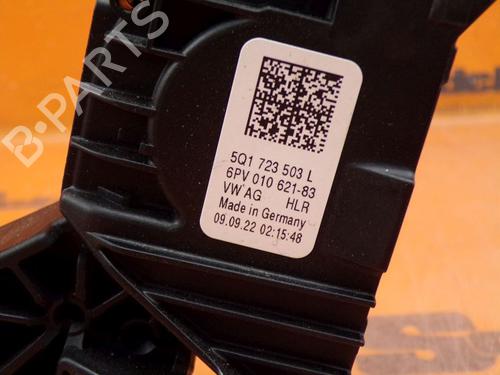 B-PARTS
5Q1 723 503 L
6PV 010 621-83
VW AG HLR
Made in Germany
09.09.22 02:15:48